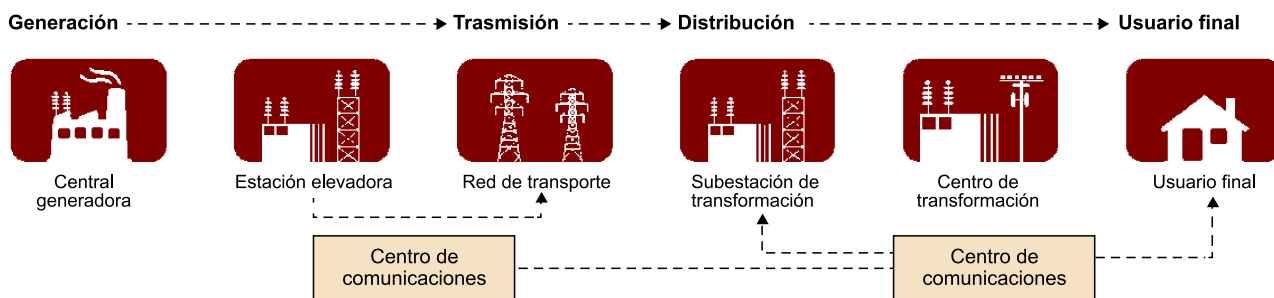 Generación
Trasmisión
Distribución
Usuario final
Central
generadora
Estación elevadora
Red de transporte
Subestación de
transformación
Centro de
transformación
Usuario final
Centro de
comunicaciones
Centro de
comunicaciones